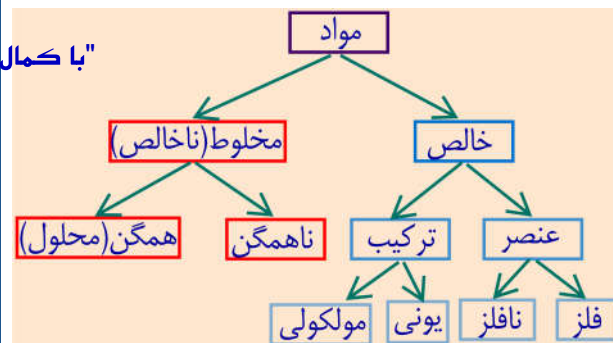 مواد
"با کمال
خالص
مخلوط(ناخالص)
عنصر
ترکیب
ناهمگن
همگن(محلول)
فلز
نافلز
یونی
مولکولی